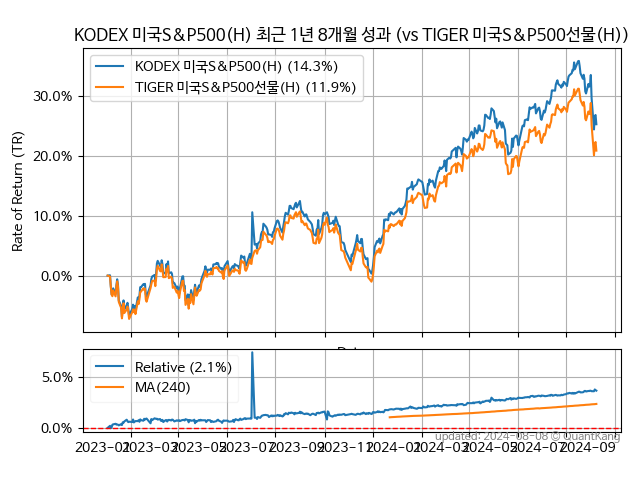 KODEX 미국S&P500(H) 최근 1년 8개월 성과 (vs TIGER 미국S&P500선물(H))
KODEX 미국S&P500(H) (14.3%)
TIGER 미국S&P500선물(H) (11.9%)
Rate of Return (TR)
30.0%
20.0%
10.0%
0.0%
Relative (2.1%)
MA(240)
5.0%
0.0%
2023-01 2023-03 2023-05 2023-07 2023-09 2023-11 2024-01 2024-03 2024-05 2024-07 2024-09
updated: 2024-08-08 © QuantKang